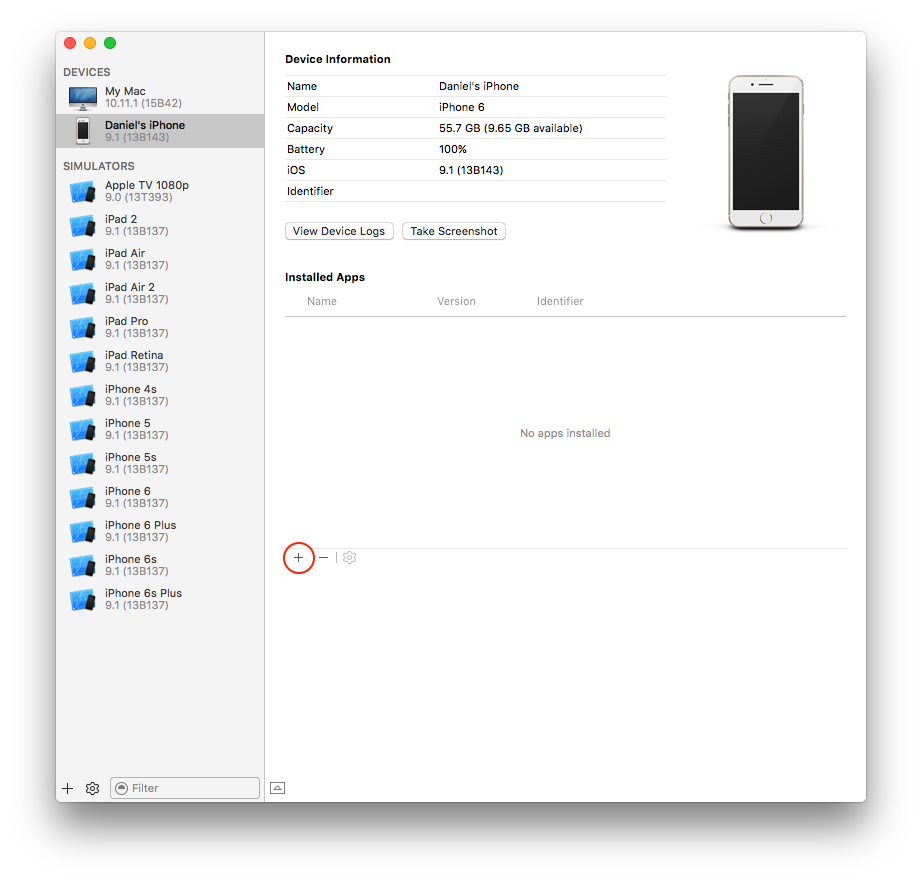 DEVICES
My Mac
10.11.1 (15B42)
Daniel's iPhone
9.1 (13B143)
SIMULATORS
Apple TV 1080p
9.0 (13T393)
iPad 2
9.1 (13B137)
iPad Air
9.1 (13B137)
iPad Air 2
9.1 (13B137)
iPad Pro
9.1 (13B137)
iPad Retina
9.1 (13B137)
iPhone 4s
9.1 (13B137)
iPhone 5
9.1 (13B137)
iPhone 5s
9.1 (13B137)
iPhone 6
9.1 (13B137)
iPhone 6 Plus
9.1 (13B137)
iPhone 6s
9.1 (13B137)
iPhone 6s Plus
9.1 (13B137)
Filter
Device Information
Name Daniel's iPhone
Model iPhone 6
Capacity 55.7 GB (9.65 GB available)
Battery 100%
iOS 9.1 (13B143)
Identifier
View Device Logs Take Screenshot
Installed Apps
Name Version Identifier
No apps installed